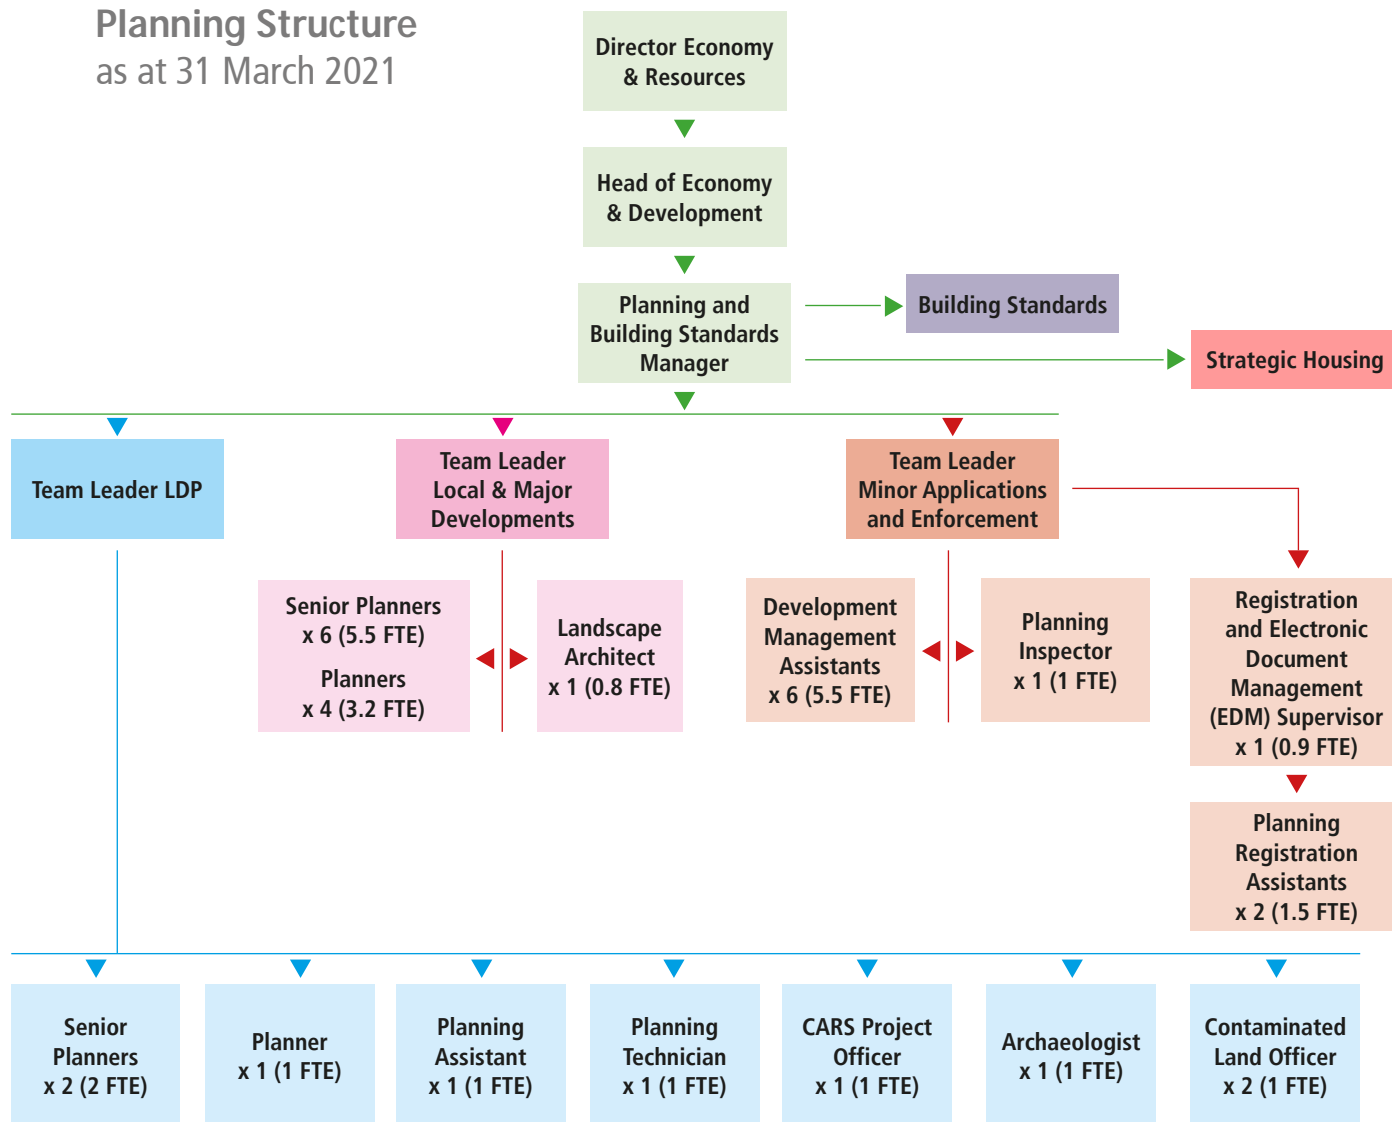 Planning Structure
as at 31 March 2021
Director Economy
& Resources
Head of Economy
& Development
Planning and
Building Standards
Manager
Building Standards
Strategic Housing
Team Leader LDP
Team Leader
Local & Major
Developments
Team Leader
Minor Applications
and Enforcement
Senior Planners
x 6 (5.5 FTE)
Planners
x 4 (3.2 FTE)
Landscape
Architect
x 1 (0.8 FTE)
Development
Management
Assistants
x 6 (5.5 FTE)
Planning
Inspector
x 1 (1 FTE)
Registration
and Electronic
Document
Management
(EDM) Supervisor
x 1 (0.9 FTE)
Planning
Registration
Assistants
x 2 (1.5 FTE)
Senior
Planners
x 2 (2 FTE)
Planner
x 1 (1 FTE)
Planning
Assistant
x 1 (1 FTE)
Planning
Technician
x 1 (1 FTE)
CARS Project
Officer
x 1 (1 FTE)
Archaeologist
x 1 (1 FTE)
Contaminated
Land Officer
x 2 (1 FTE)